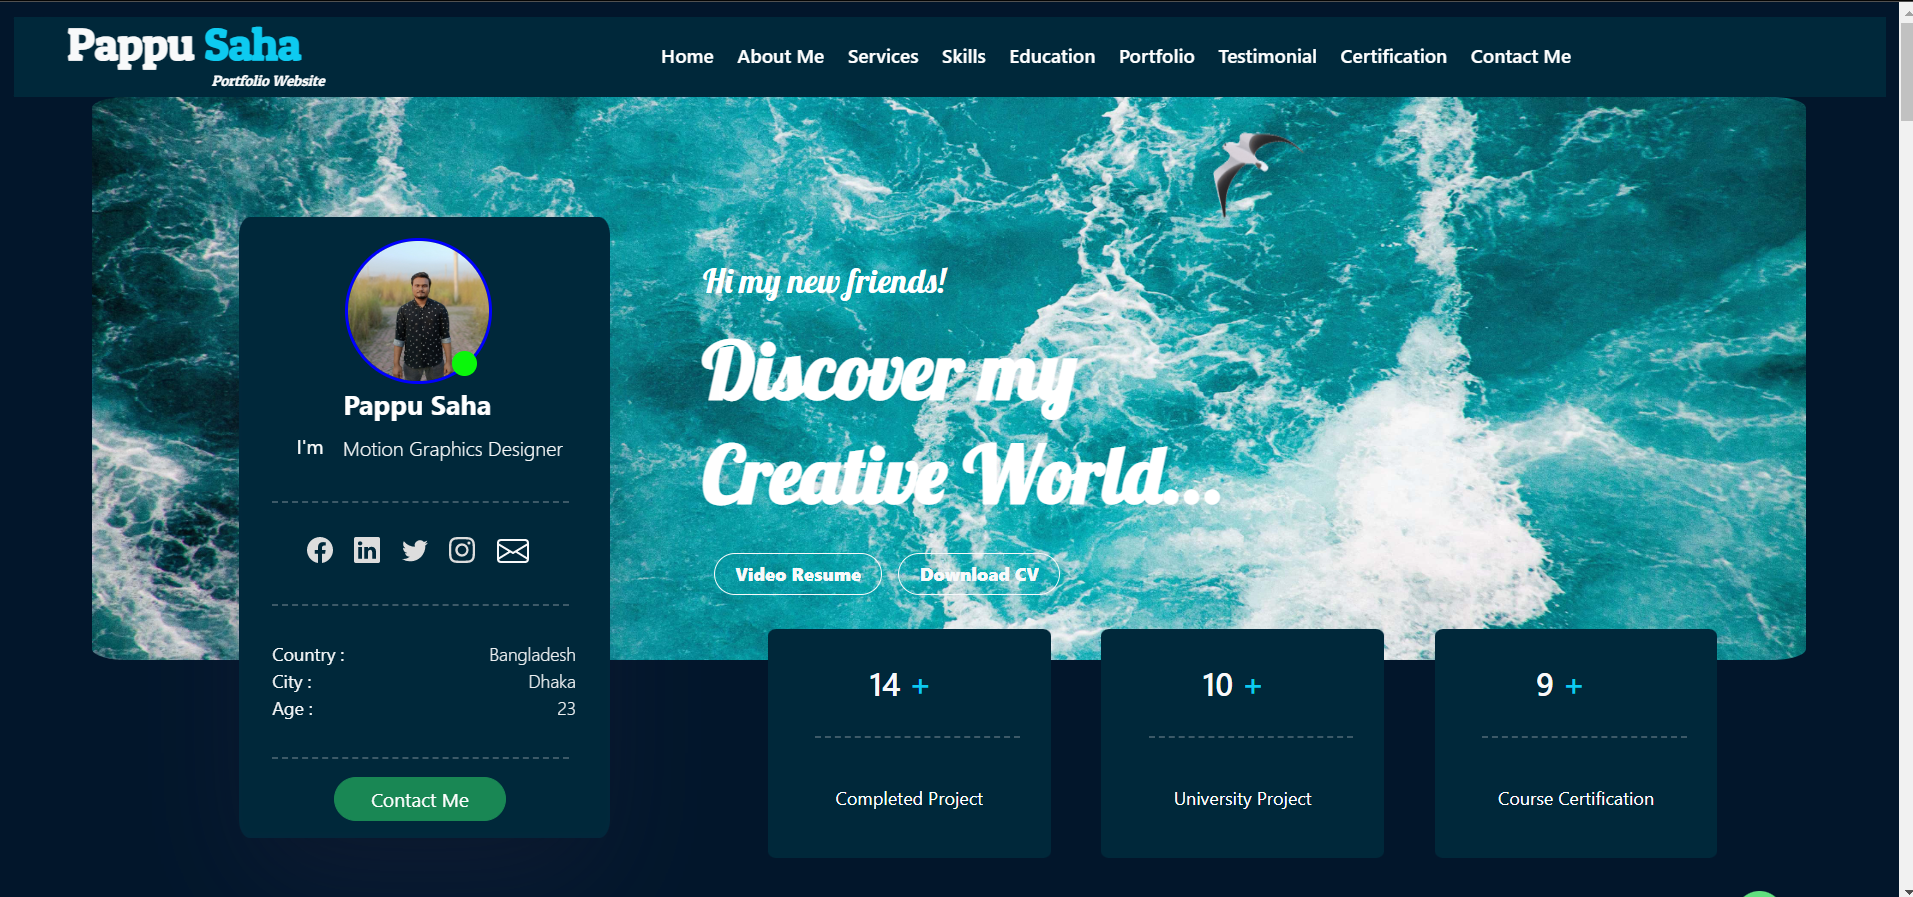 Pappu Saha
Portfolio Website
Home About Me Services Skills Education Portfolio Testimonial Certification Contact Me
Pappu Saha
I'm Motion Graphics Designer
Country : Bangladesh
City : Dhaka
Age : 23
Contact Me
Hi my new friends!
Discover my
Creative World...
Video Resume Download CV
14 +
Completed Project
10 +
University Project
9 +
Course Certification